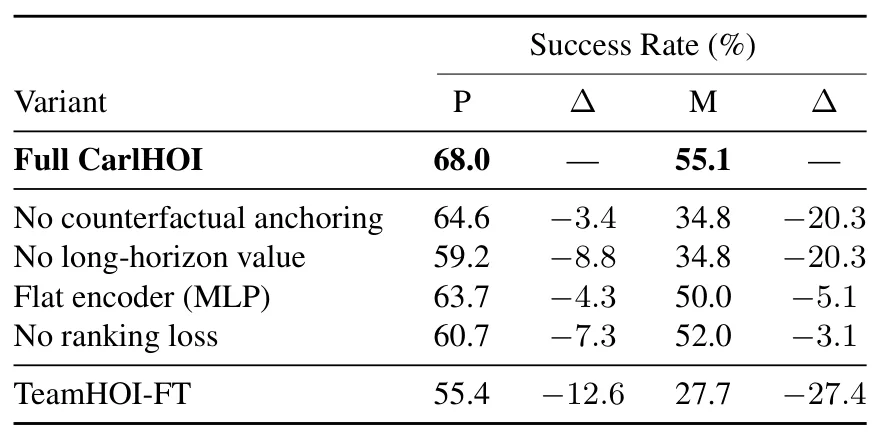 Success Rate (%)
Variant P Δ M Δ
Full CarlHOI 68.0 — 55.1 —
No counterfactual anchoring 64.6 −3.4 34.8 −20.3
No long-horizon value 59.2 −8.8 34.8 −20.3
Flat encoder (MLP) 63.7 −4.3 50.0 −5.1
No ranking loss 60.7 −7.3 52.0 −3.1
TeamHOI-FT 55.4 −12.6 27.7 −27.4